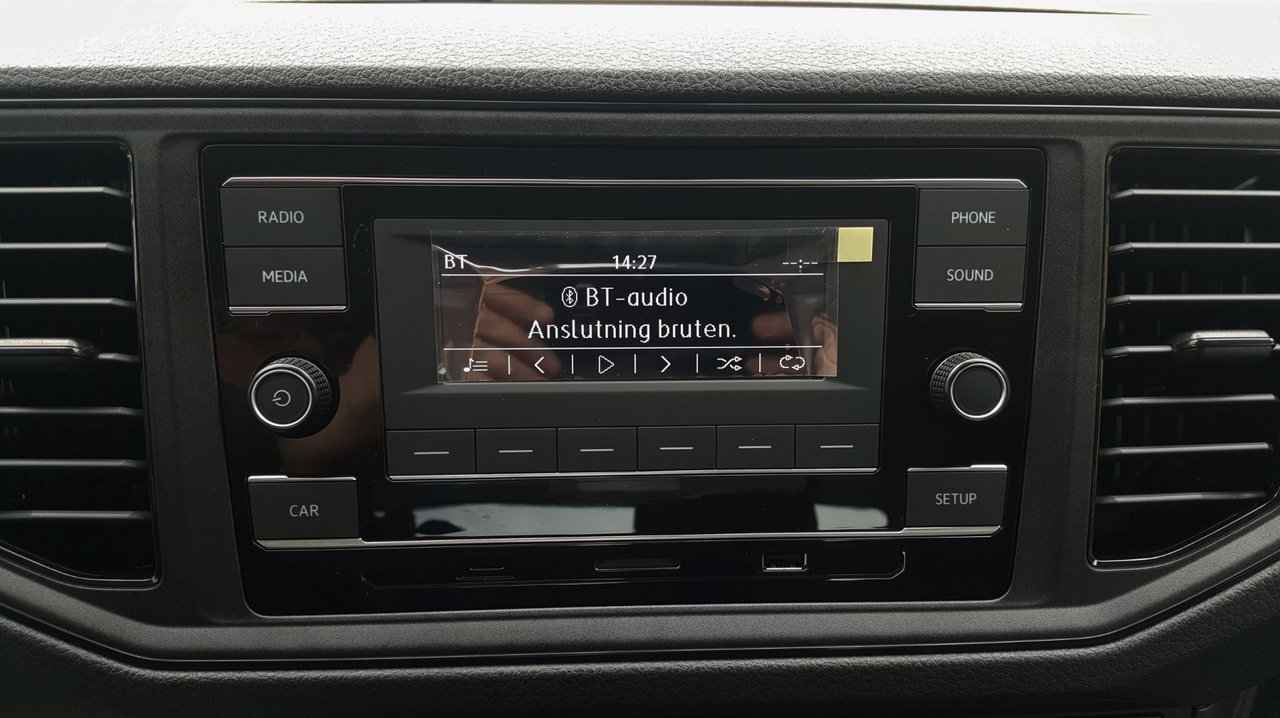 RADIO
PHONE
MEDIA
SOUND
BT 14:27 --:--
BT-audio
Anslutning bruten.
CAR
SETUP